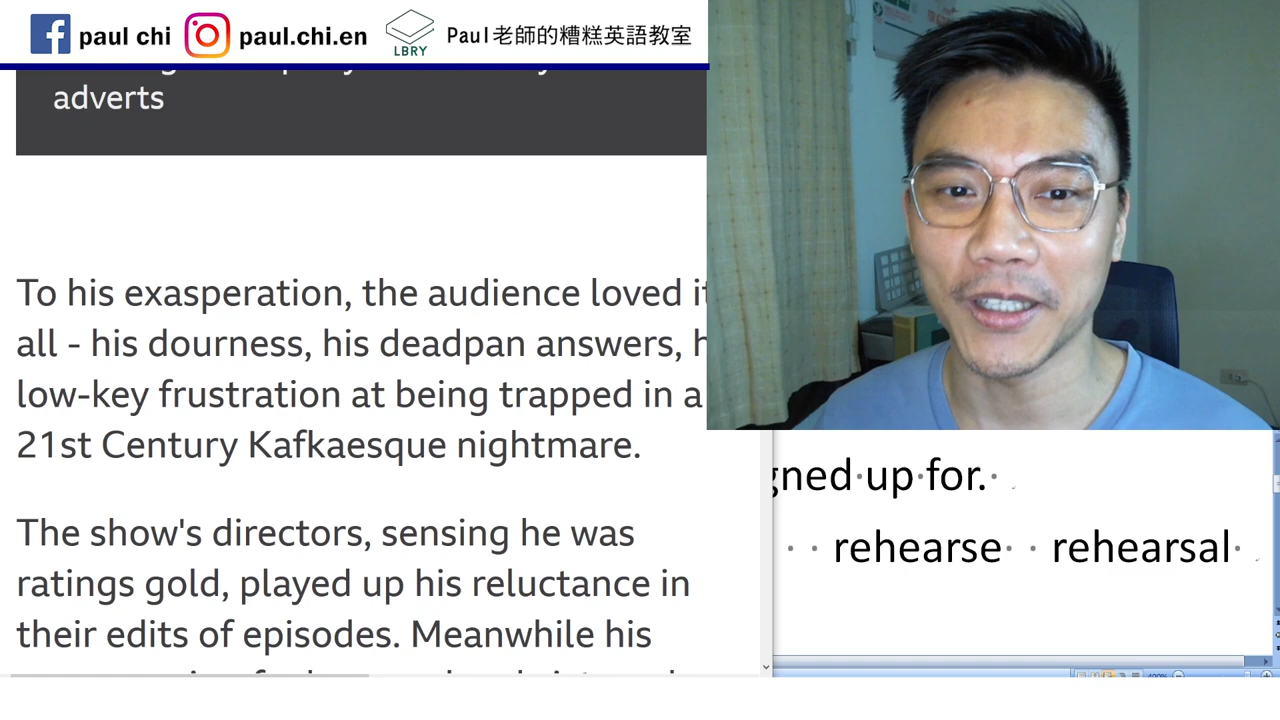 paul chi paul.chi.en LBRY Paul老師的糟糕英語教室
adverts
To his exasperation, the audience loved it
all - his dourness, his deadpan answers, h
low-key frustration at being trapped in a
21st Century Kafkaesque nightmare.
The show's directors, sensing he was
ratings gold, played up his reluctance in
their edits of episodes. Meanwhile his
gned up for.
rehearse rehearsal